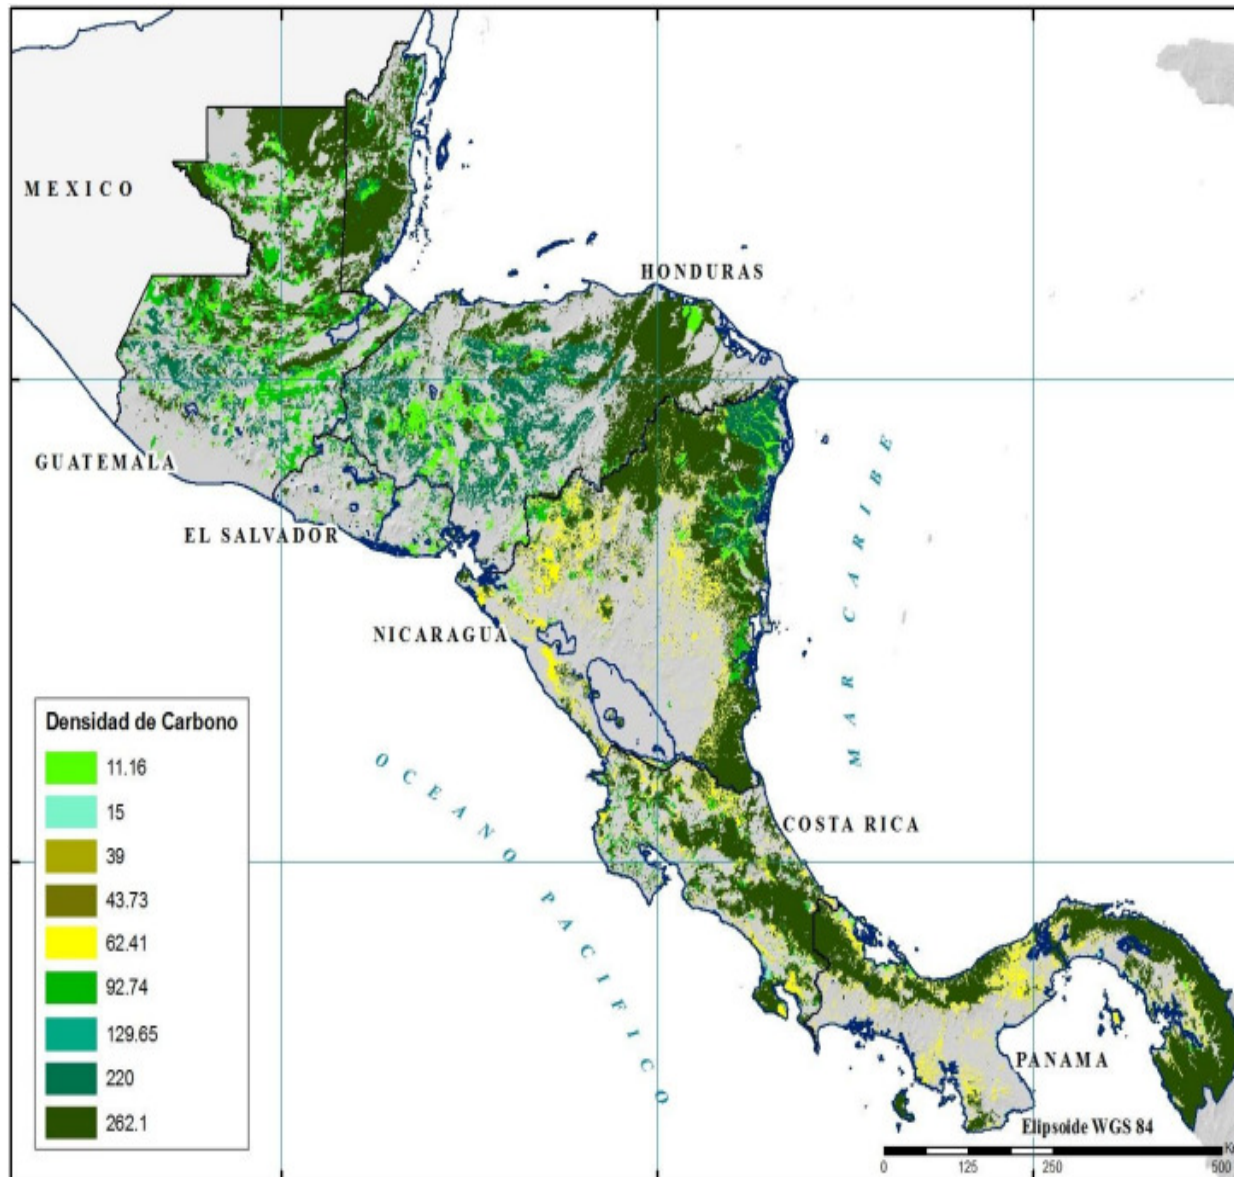 MEXICO
HONDURAS
GUATEMALA
EL SALVADOR
MAR CARIBE
NICARAGUA
Densidad de Carbono
11.16
15
39
43.73
62.41
92.74
129.65
220
262.1
OCEANO PACIFICO
COSTA RICA
PANAMA
Elipsoide WGS 84
0 125 250 500